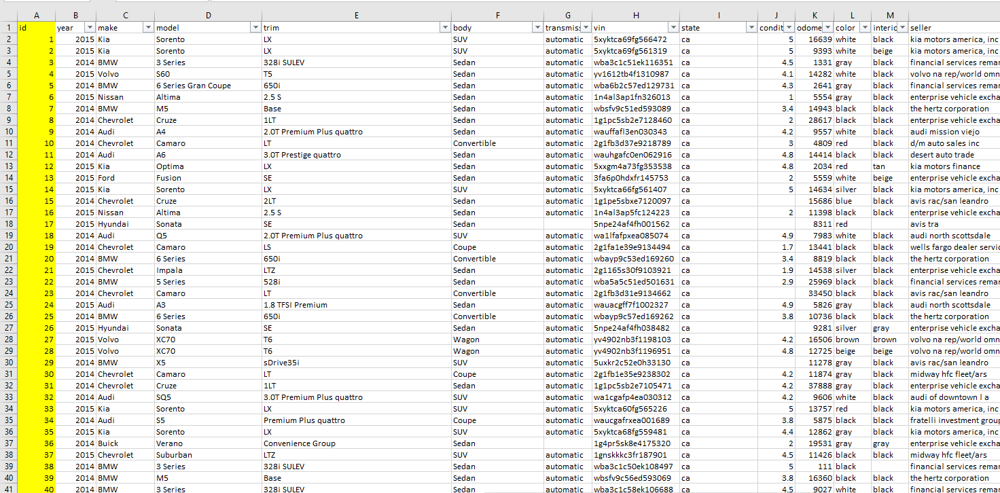 A B C D E F G H I J K L M
1 id year make model trim body transmiss vin state condit odome color interic seller
2 1 2015 Kia Sorento LX SUV automatic 5xyktca69fg566472 ca 5 16639 white black kia motors america, inc
3 2 2015 Kia Sorento LX SUV automatic 5xyktca69fg561319 ca 5 9393 white beige kia motors america, inc
4 3 2014 BMW 3 Series 328i SULEV Sedan automatic wba3c1c51ek116351 ca 4.5 1331 gray black financial services remar
5 4 2015 Volvo S60 T5 Sedan automatic yv1612tb4f1310987 ca 4.1 14282 white black volvo na rep/world omn
6 5 2014 BMW 6 Series Gran Coupe 650i Sedan automatic wba6b2c57ed129731 ca 4.3 2641 gray black financial services remar
7 6 2015 Nissan Altima 2.5 S Sedan automatic 1n4al3ap1fn326013 ca 1 5554 gray black enterprise vehicle excha
8 7 2014 BMW M5 Base Sedan automatic wbsfv9c51ed593089 ca 3.4 14943 black black the hertz corporation
9 8 2014 Chevrolet Cruze 1LT Sedan automatic 1g1pc5sb2e7128460 ca 2 28617 black black enterprise vehicle excha
10 9 2014 Audi A4 2.0T Premium Plus quattro Sedan automatic wauffafl3en030343 ca 4.2 9557 white black audi mission viejo
11 10 2014 Chevrolet Camaro LT Convertible automatic 2g1fb3d37e9218789 ca 3 4809 red black d/m auto sales inc
12 11 2014 Audi A6 3.0T Prestige quattro Sedan automatic wauhgafc0en062916 ca 4.8 14414 black black desert auto trade
13 12 2015 Kia Optima LX Sedan automatic 5xxgm4a73fg353538 ca 4.8 2034 red tan kia motors finance
14 13 2015 Ford Fusion SE Sedan automatic 3fa6p0hdxfr145753 ca 2 5559 white beige enterprise vehicle excha
15 14 2015 Kia Sorento LX SUV automatic 5xyktca66fg561407 ca 5 14634 silver black kia motors america, inc
16 15 2014 Chevrolet Cruze 2LT Sedan automatic 1g1pe5sbxe7120097 ca 15686 blue black avis rac/san leandro
17 16 2015 Nissan Altima 2.5 S Sedan automatic 1n4al3ap5fc124223 ca 2 11398 black black enterprise vehicle excha
18 17 2015 Hyundai Sonata SE Sedan 5npe24af4fh001562 ca 8311 red avis tra
19 18 2014 Audi Q5 2.0T Premium Plus quattro SUV automatic wa1lfafpxea085074 ca 4.9 7983 white black audi north scottsdale
20 19 2014 Chevrolet Camaro LS Coupe automatic 2g1fa1e39e9134494 ca 1.7 13441 black black wells fargo dealer servic
21 20 2014 BMW 6 Series 650i Convertible automatic wbayp9c53ed169260 ca 3.4 8819 black black the hertz corporation
22 21 2015 Chevrolet Impala LTZ Sedan automatic 2g1165s30f9103921 ca 1.9 14538 silver black enterprise vehicle excha
23 22 2014 BMW 5 Series 528i Sedan automatic wba5a5c51ed501631 ca 2.9 25969 black black financial services remar
24 23 2014 Chevrolet Camaro LT Convertible automatic 2g1fb3d31e9134662 ca 33450 black black avis rac/san leandro
25 24 2015 Audi A3 1.8 TFSI Premium Sedan automatic wauacgff7f1002327 ca 4.9 5826 gray black audi north scottsdale
26 25 2014 BMW 6 Series 650i Convertible automatic wbayp9c57ed169262 ca 3.8 10736 black black the hertz corporation
27 26 2015 Hyundai Sonata SE Sedan automatic 5npe24af4fh038482 ca 9281 silver gray enterprise vehicle excha
28 27 2015 Volvo XC70 T6 Wagon automatic yv4902nb3f1198103 ca 4.2 16506 brown brown volvo na rep/world omn
29 28 2015 Volvo XC70 T6 Wagon automatic yv4902nb3f1196951 ca 4.8 12725 beige beige volvo na rep/world omn
30 29 2014 BMW X5 sDrive35i SUV automatic 5uxkr2c52e0h33130 ca 11278 gray black avis rac/san leandro
31 30 2014 Chevrolet Camaro LT Coupe automatic 2g1fb1e35e9238302 ca 4.2 11874 gray black midway hfc fleet/ars
32 31 2014 Chevrolet Cruze 1LT Sedan automatic 1g1pc5sb2e7105471 ca 4.2 37888 gray black enterprise vehicle excha
33 32 2014 Audi SQ5 3.0T Premium Plus quattro SUV automatic wa1cgafp4ea030312 ca 4.2 9606 white black audi of downtown l a
34 33 2015 Kia Sorento LX SUV automatic 5xyktca60fg565226 ca 5 13757 red black kia motors america, inc
35 34 2014 Audi S5 Premium Plus quattro Coupe automatic waucgafrxea001689 ca 3.8 5875 black black fratelli investment group
36 35 2015 Kia Sorento LX SUV automatic 5xyktca68fg559481 ca 4.4 12862 gray black kia motors america, inc
37 36 2014 Buick Verano Convenience Group Sedan 1g4pr5sk8e4175320 ca 2 19531 gray gray enterprise vehicle excha
38 37 2015 Chevrolet Suburban LTZ SUV automatic 1gnskkkc3fr187901 ca 4.5 11426 black black midway hfc fleet/ars
39 38 2014 BMW 3 Series 328i SULEV Sedan automatic wba3c1c50ek108497 ca 5 111 black financial services remar
40 39 2014 BMW M5 Base Sedan automatic wbsfv9c56ed593069 ca 3.8 16360 black black the hertz corporation
41 40 2014 BMW 3 Series 328i SULEV Sedan automatic wba3c1c58ek106688 ca 4.5 9027 white black financial services remar